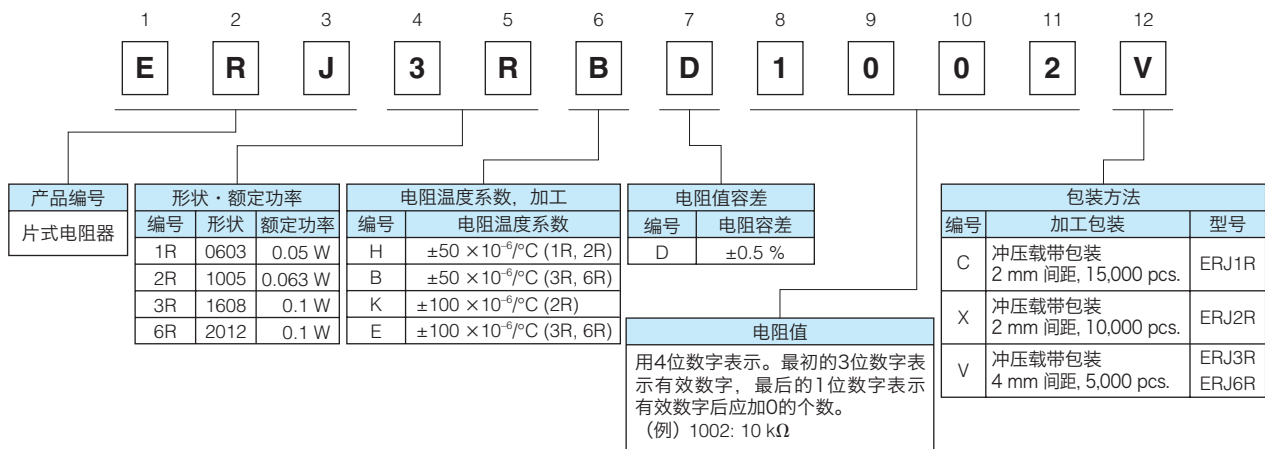 1 2 3 4 5 6 7 8 9 10 11 12
E R J 3 R B D 1 0 0 2 V
产品编号
片式电阻器
形状・额定功率
编号 形状 额定功率
1R 0603 0.05 W
2R 1005 0.063 W
3R 1608 0.1 W
6R 2012 0.1 W
电阻温度系数，加工
编号 电阻温度系数
H ±50 ×10⁻⁶/°C (1R, 2R)
B ±50 ×10⁻⁶/°C (3R, 6R)
K ±100 ×10⁻⁶/°C (2R)
E ±100 ×10⁻⁶/°C (3R, 6R)
电阻值容差
编号 电阻容差
D ±0.5 %
电阻值
用4位数字表示。最初的3位数字表
示有效数字，最后的1位数字表示
有效数字后应加0的个数。
（例）1002: 10 kΩ
包装方法
编号 加工包装 型号
C 冲压载带包装
2 mm 间距, 15,000 pcs. ERJ1R
X 冲压载带包装
2 mm 间距, 10,000 pcs. ERJ2R
V 冲压载带包装
4 mm 间距, 5,000 pcs. ERJ3R
ERJ6R